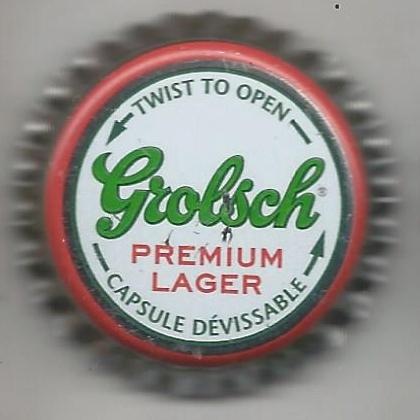 TWIST TO OPEN
Grolsch®
PREMIUM
LAGER
CAPSULE DÉVISSABLE